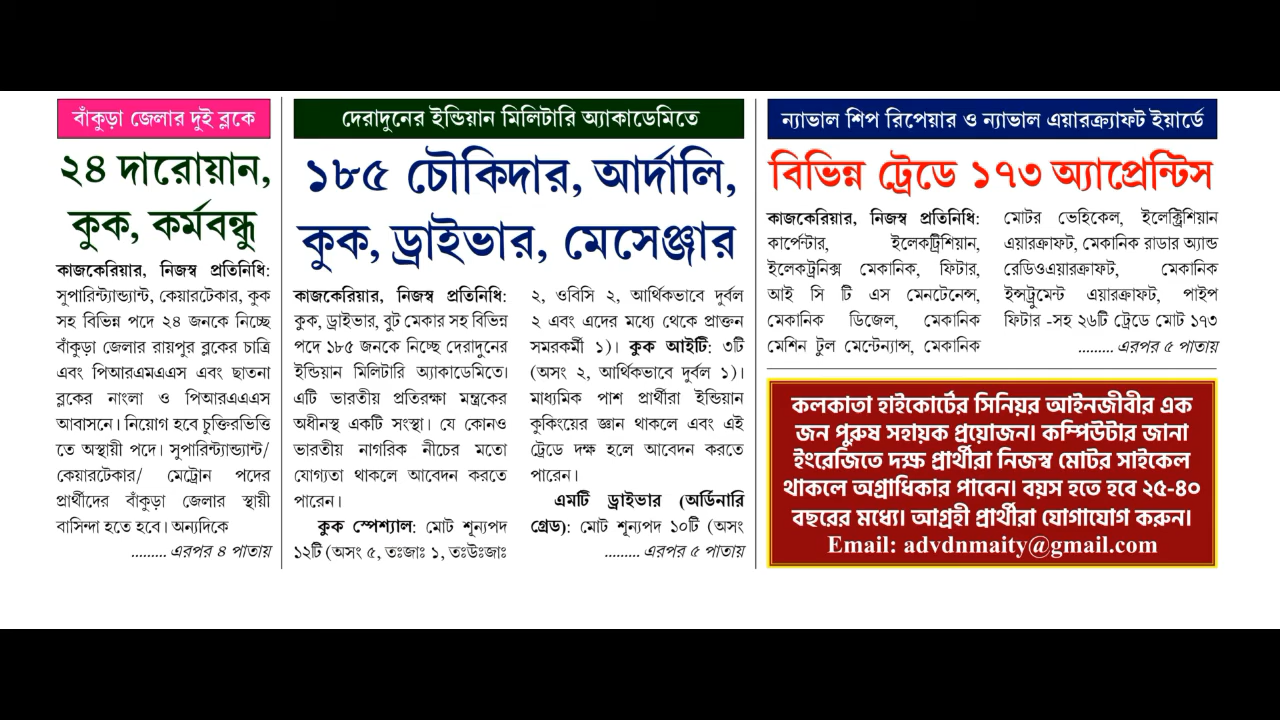 বাঁকুড়া জেলার দুই ব্লকে
২৪ দারোয়ান,
কুক, কর্মবন্ধু
কাজকেরিয়ার, নিজস্ব প্রতিনিধি:
সুপারিন্ট্যান্ড্যান্ট, কেয়ারটেকার, কুক
সহ বিভিন্ন পদে ২৪ জনকে নিচ্ছে
বাঁকুড়া জেলার রায়পুর ব্লকের চাত্রি
এবং পিআরএমএএস এবং ছাতনা
ব্লকের নাংলা ও পিআরএএএস
আবাসনে। নিয়োগ হবে চুক্তিরভিত্তি
তে অস্থায়ী পদে। সুপারিন্ট্যান্ড্যান্ট/
কেয়ারটেকার/ মেট্রোন পদের
প্রার্থীদের বাঁকুড়া জেলার স্থায়ী
বাসিন্দা হতে হবে। অন্যদিকে
......... এরপর ৪ পাতায়
দেরাদুনের ইন্ডিয়ান মিলিটারি অ্যাকাডেমিতে
১৮৫ চৌকিদার, আর্দালি,
কুক, ড্রাইভার, মেসেঞ্জার
কাজকেরিয়ার, নিজস্ব প্রতিনিধি:
কুক, ড্রাইভার, বুট মেকার সহ বিভিন্ন
পদে ১৮৫ জনকে নিচ্ছে দেরাদুনের
ইন্ডিয়ান মিলিটারি অ্যাকাডেমিতে।
এটি ভারতীয় প্রতিরক্ষা মন্ত্রকের
অধীনস্থ একটি সংস্থা। যে কোনও
ভারতীয় নাগরিক নীচের মতো
যোগ্যতা থাকলে আবেদন করতে
পারেন।
কুক স্পেশ্যাল: মোট শূন্যপদ
১২টি (অসং ৫, তঃজাঃ ১, তঃউঃজাঃ
২, ওবিসি ২, আর্থিকভাবে দুর্বল
২ এবং এদের মধ্যে থেকে প্রাক্তন
সমরকর্মী ১)। কুক আইটি: ৩টি
(অসং ২, আর্থিকভাবে দুর্বল ১)।
মাধ্যমিক পাশ প্রার্থীরা ইন্ডিয়ান
কুকিংয়ের জ্ঞান থাকলে এবং এই
ট্রেডে দক্ষ হলে আবেদন করতে
পারেন।
এমটি ড্রাইভার (অর্ডিনারি
গ্রেড): মোট শূন্যপদ ১০টি (অসং
......... এরপর ৫ পাতায়
ন্যাভাল শিপ রিপেয়ার ও ন্যাভাল এয়ারক্র্যাফট ইয়ার্ডে
বিভিন্ন ট্রেডে ১৭৩ অ্যাপ্রেন্টিস
কাজকেরিয়ার, নিজস্ব প্রতিনিধি:
কার্পেন্টার, ইলেকট্রিশিয়ান,
ইলেকট্রনিক্স মেকানিক, ফিটার,
আই সি টি এস মেনটেনেন্স,
মেকানিক ডিজেল, মেকানিক
মেশিন টুল মেন্টেন্যান্স, মেকানিক
মোটর ভেহিকেল, ইলেক্ট্রিশিয়ান
এয়ারক্রাফট, মেকানিক রাডার অ্যান্ড
রেডিওএয়ারক্রাফট, মেকানিক
ইন্সট্রুমেন্ট এয়ারক্রাফট, পাইপ
ফিটার -সহ ২৬টি ট্রেডে মোট ১৭৩
......... এরপর ৫ পাতায়
কলকাতা হাইকোর্টের সিনিয়র আইনজীবীর এক
জন পুরুষ সহায়ক প্রয়োজন। কম্পিউটার জানা
ইংরেজিতে দক্ষ প্রার্থীরা নিজস্ব মোটর সাইকেল
থাকলে অগ্রাধিকার পাবেন। বয়স হতে হবে ২৫-৪০
বছরের মধ্যে। আগ্রহী প্রার্থীরা যোগাযোগ করুন।
Email: advdnmaity@gmail.com